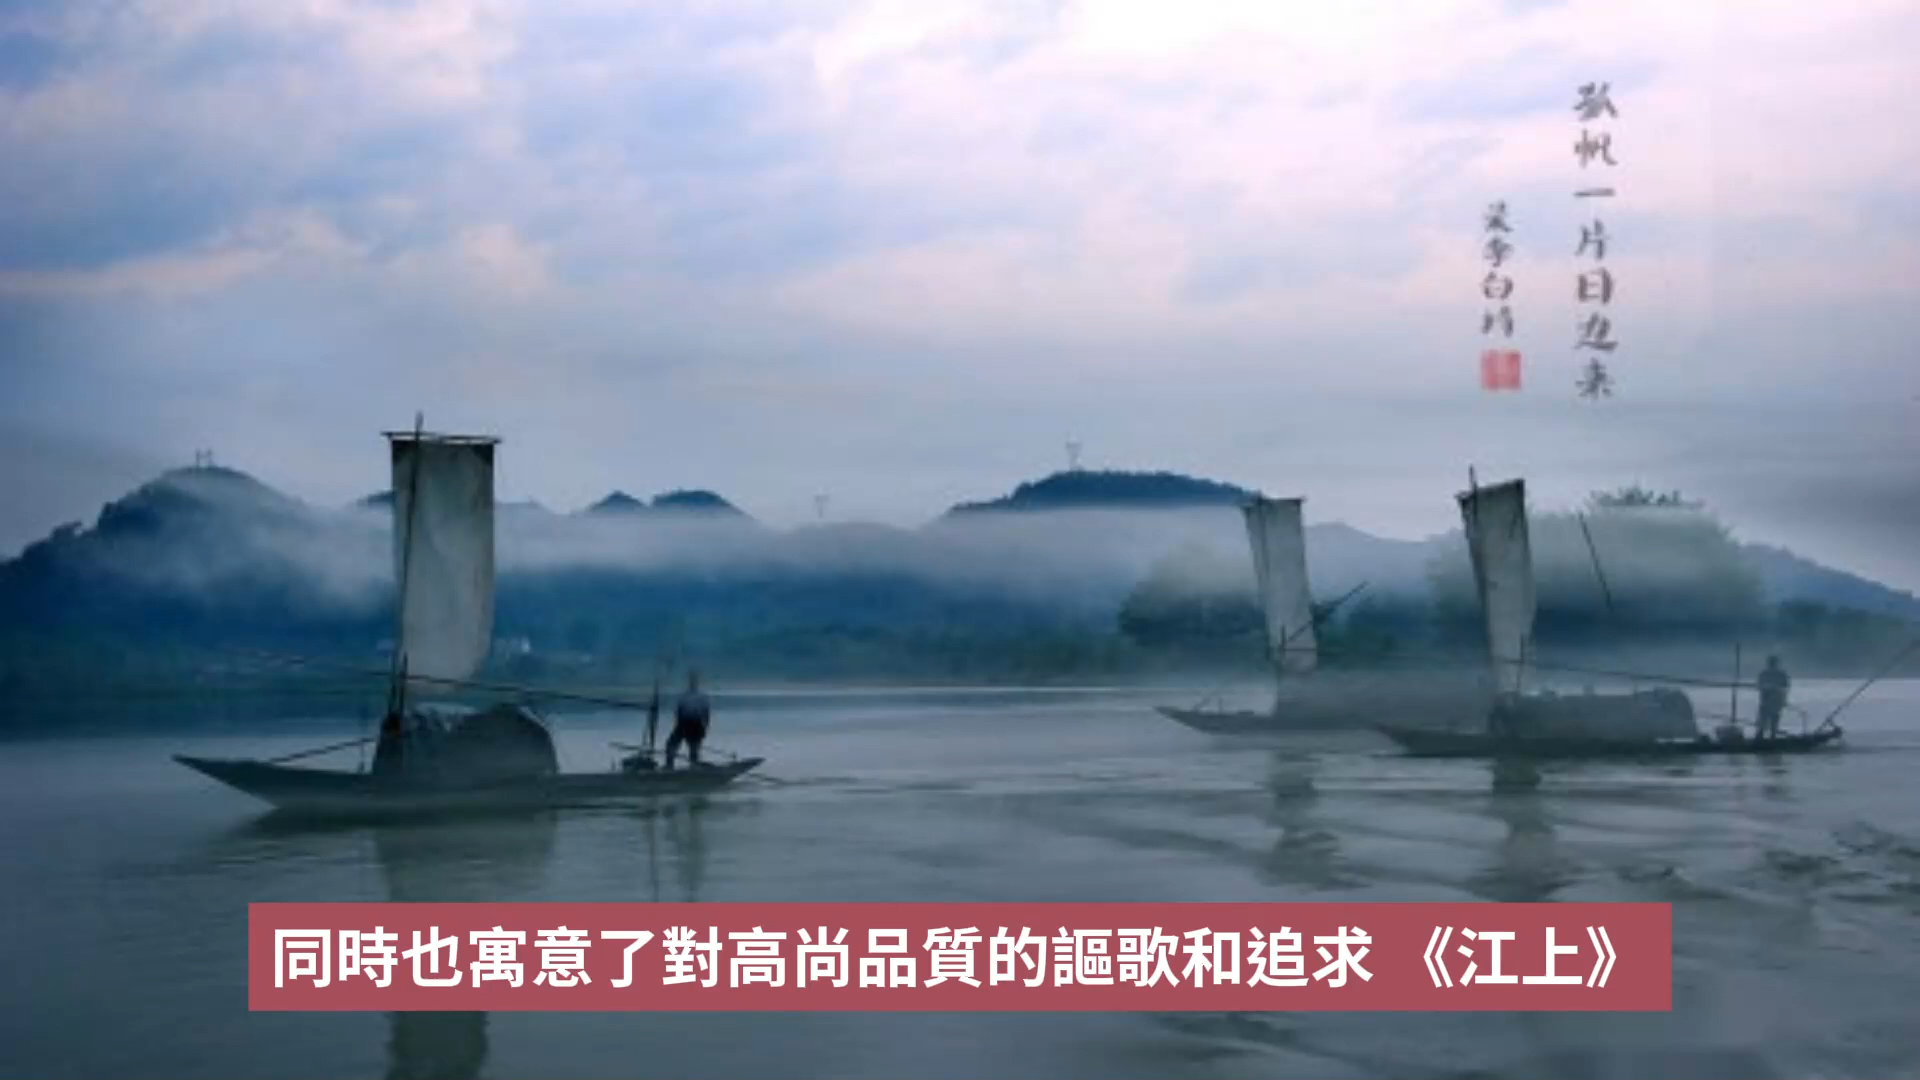 孤帆一片日边来
录李白诗
同時也寓意了對高尚品質的謳歌和追求 《江上》